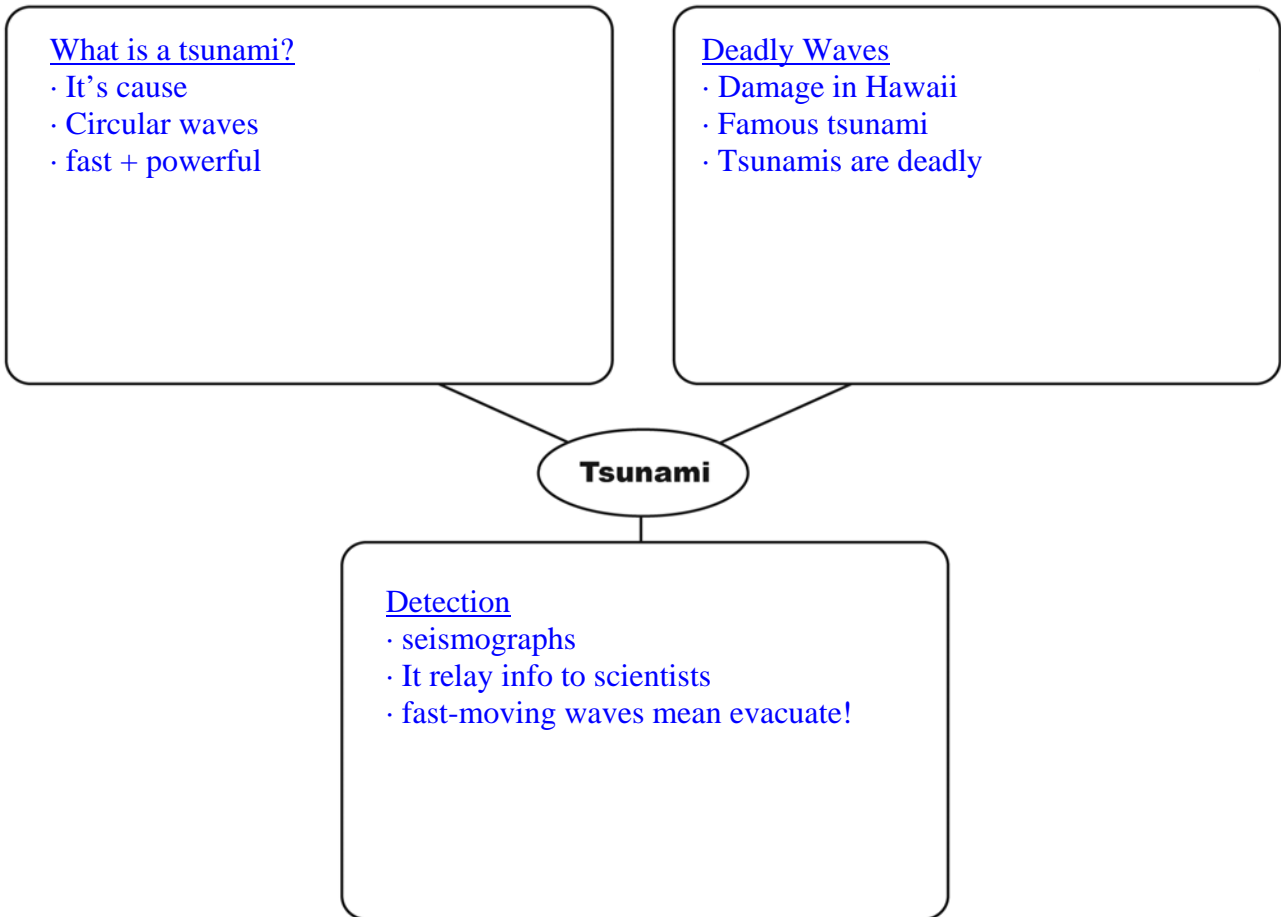 What is a tsunami?
· It’s cause
· Circular waves
· fast + powerful
Deadly Waves
· Damage in Hawaii
· Famous tsunami
· Tsunamis are deadly
Tsunami
Detection
· seismographs
· It relay info to scientists
· fast-moving waves mean evacuate!